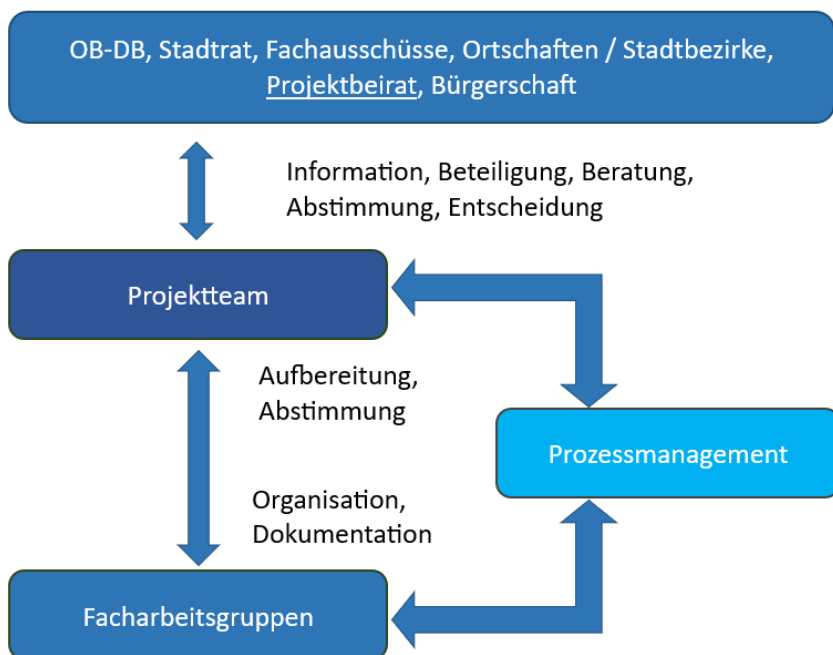 OB-DB, Stadtrat, Fachausschüsse, Ortschaften / Stadtbezirke,
Projektbeirat, Bürgerschaft
Information, Beteiligung, Beratung,
Abstimmung, Entscheidung
Projektteam
Aufbereitung,
Abstimmung
Prozessmanagement
Organisation,
Dokumentation
Facharbeitsgruppen